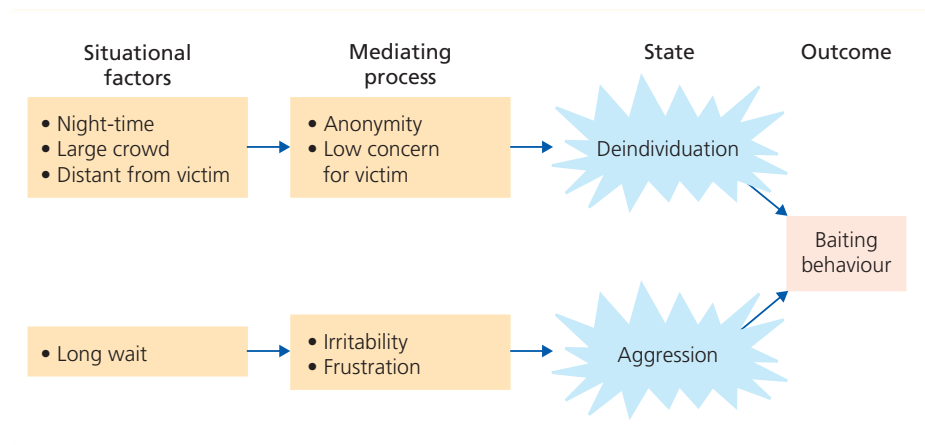 Situational
factors
Mediating
process
State
Outcome
• Night-time
• Large crowd
• Distant from victim
• Anonymity
• Low concern
for victim
Deindividuation
Baiting
behaviour
• Long wait
• Irritability
• Frustration
Aggression